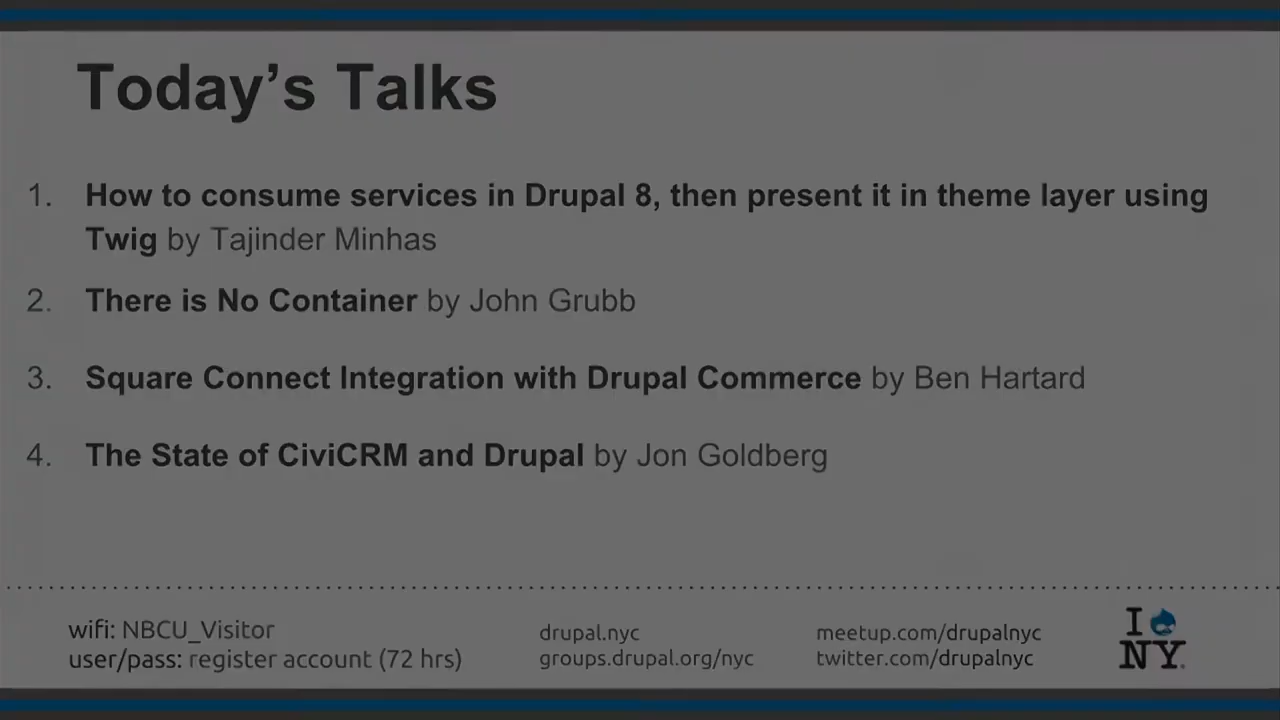 Today's Talks
1. How to consume services in Drupal 8, then present it in theme layer using
Twig by Tajinder Minhas
2. There is No Container by John Grubb
3. Square Connect Integration with Drupal Commerce by Ben Hartard
4. The State of CiviCRM and Drupal by Jon Goldberg
wifi: NBCU_Visitor
user/pass: register account (72 hrs)
drupal.nyc
groups.drupal.org/nyc
meetup.com/drupalnyc
twitter.com/drupalnyc
I
NY.